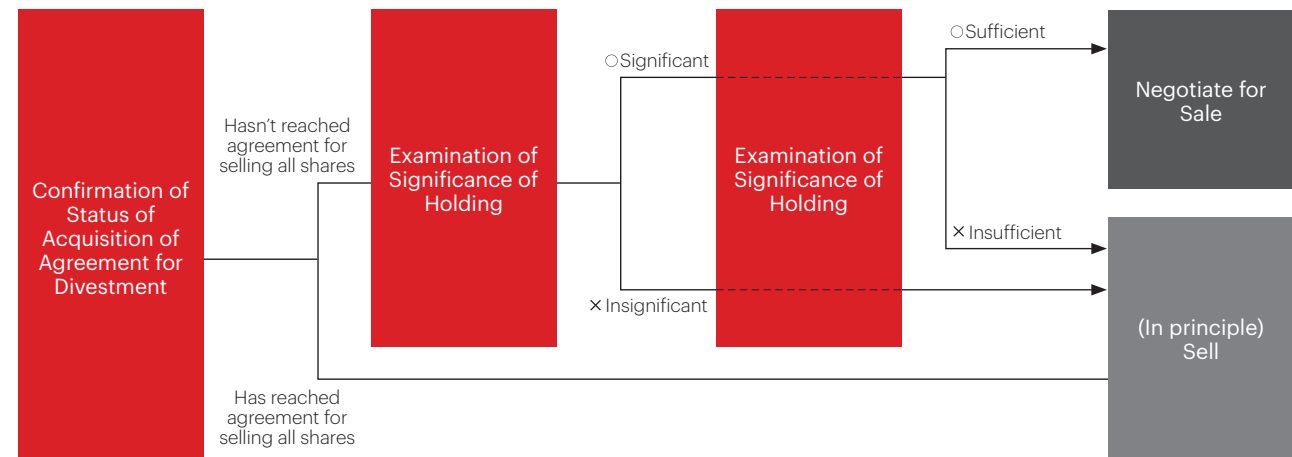 Confirmation of
Status of
Acquisition of
Agreement for
Divestment
Hasn’t reached
agreement for
selling all shares
Has reached
agreement for
selling all shares
Examination of
Significance of
Holding
○Significant
×Insignificant
Examination of
Significance of
Holding
○Sufficient
×Insufficient
Negotiate for
Sale
(In principle)
Sell